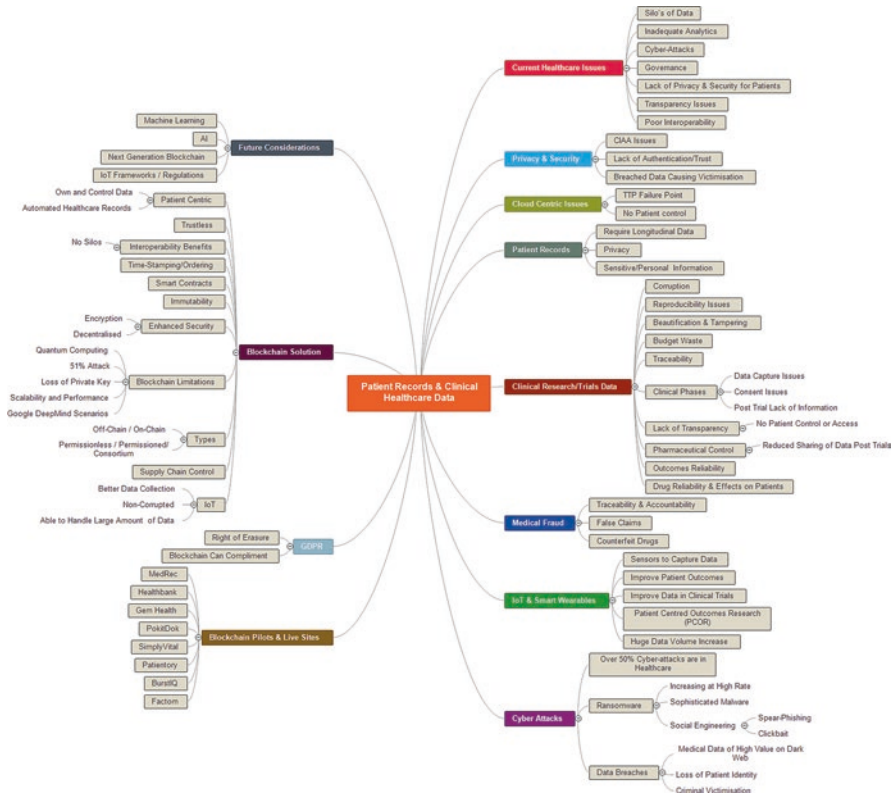 Patient Records & Clinical
Healthcare Data
Current Healthcare Issues
Silo's of Data
Inadequate Analytics
Cyber-Attacks
Governance
Lack of Privacy & Security for Patients
Transparency Issues
Poor Interoperability
Privacy & Security
CIAA Issues
Lack of Authentication/Trust
Breached Data Causing Victimisation
Cloud Centric Issues
TTP Failure Point
No Patient control
Patient Records
Require Longitudinal Data
Privacy
Sensitive/Personal Information
Clinical Research/Trials Data
Corruption
Reproducibility Issues
Beautification & Tampering
Budget Waste
Traceability
Clinical Phases
Data Capture Issues
Consent Issues
Post Trial Lack of Information
Lack of Transparency
No Patient Control or Access
Pharmaceutical Control
Reduced Sharing of Data Post Trials
Outcomes Reliability
Drug Reliability & Effects on Patients
Medical Fraud
Traceability & Accountability
False Claims
Counterfeit Drugs
IoT & Smart Wearables
Sensors to Capture Data
Improve Patient Outcomes
Improve Data in Clinical Trials
Patient Centred Outcomes Research
(PCOR)
Huge Data Volume Increase
Cyber Attacks
Over 50% Cyber-attacks are in
Healthcare
Ransomware
Increasing at High Rate
Sophisticated Malware
Social Engineering
Spear-Phishing
Clickbait
Data Breaches
Medical Data of High Value on Dark
Web
Loss of Patient Identity
Criminal Victimisation
Future Considerations
Machine Learning
AI
Next Generation Blockchain
IoT Frameworks / Regulations
Blockchain Solution
Patient Centric
Own and Control Data
Automated Healthcare Records
Trustless
Interoperability Benefits
No Silos
Time-Stamping/Ordering
Smart Contracts
Immutability
Enhanced Security
Encryption
Decentralised
Blockchain Limitations
Quantum Computing
51% Attack
Loss of Private Key
Scalability and Performance
Google DeepMind Scenarios
Types
Off-Chain / On-Chain
Permissionless / Permissioned/
Consortium
Supply Chain Control
IoT
Better Data Collection
Non-Corrupted
Able to Handle Large Amount of Data
GDPR
Right of Erasure
Blockchain Can Compliment
Blockchain Pilots & Live Sites
MedRec
Healthbank
Gem Health
PokitDok
SimplyVital
Patientory
BurstIQ
Factom